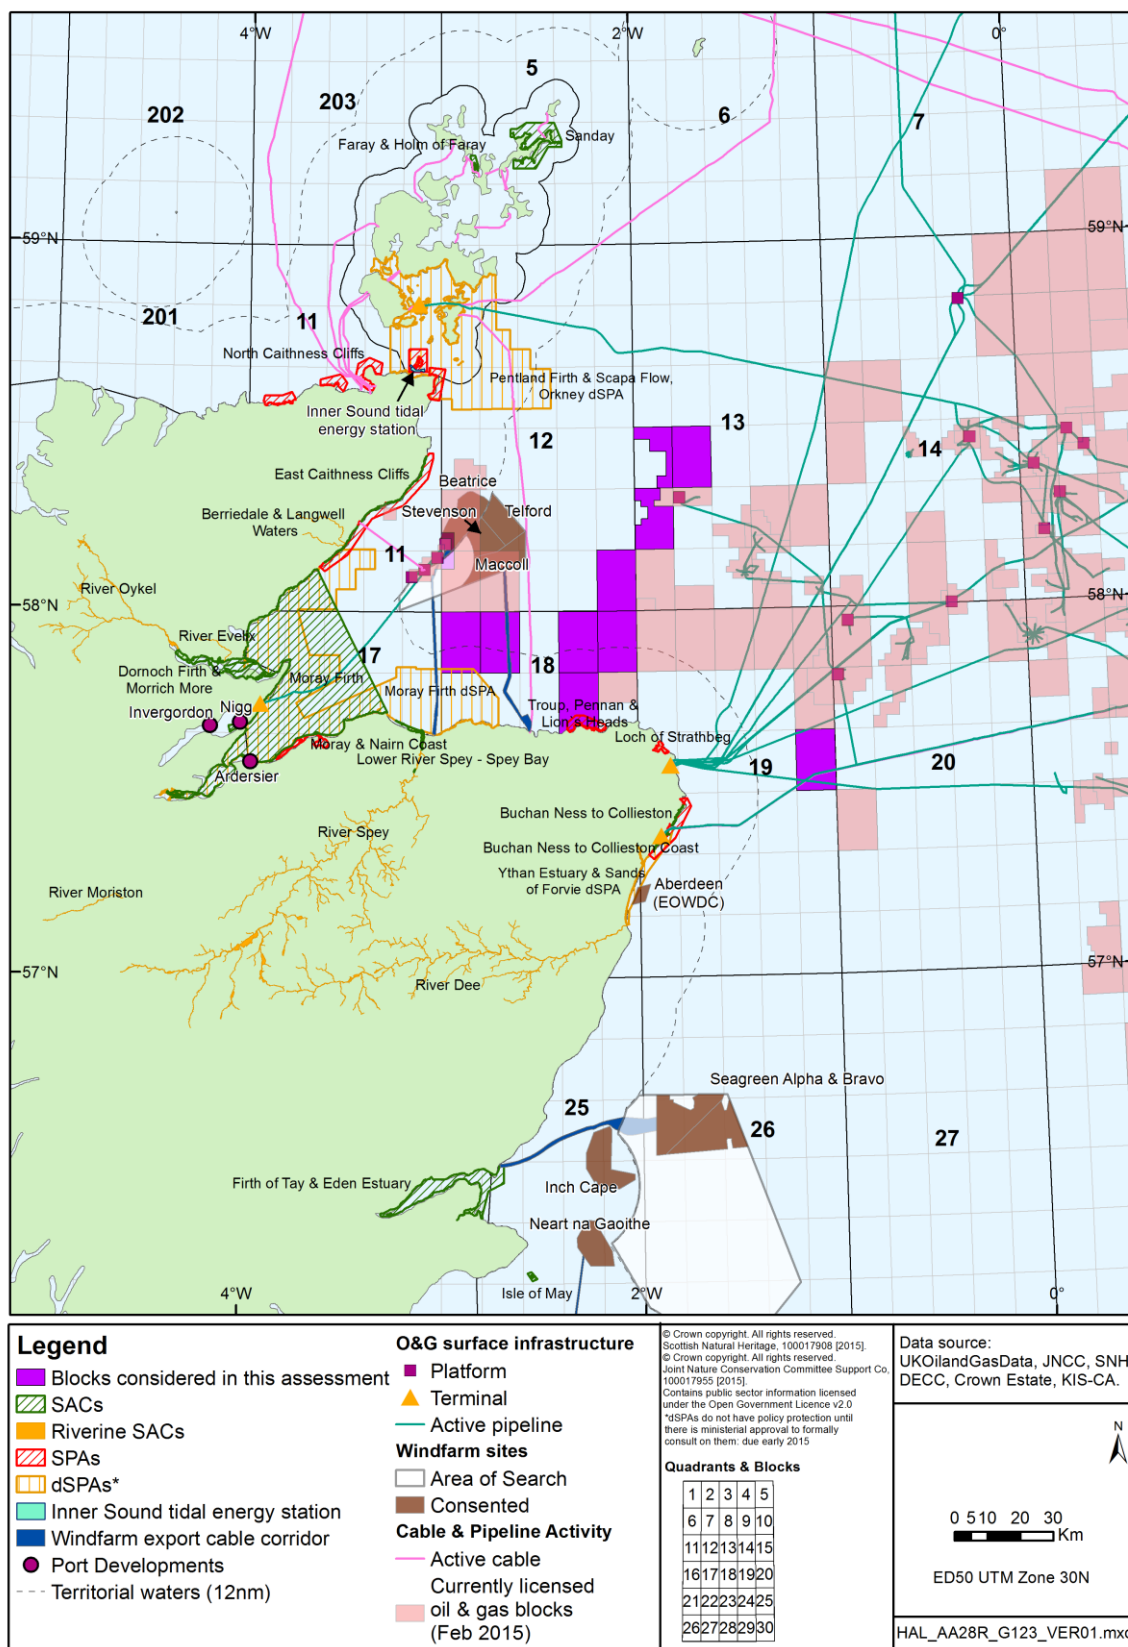 4°W
2°W
0°
5
203
202
6
7
Sanday
Faray & Holm of Faray
59°N
59°N
201
11
North Caithness Cliffs
Pentland Firth & Scapa Flow,
Orkney dSPA
Inner Sound tidal
energy station
12
13
14
East Caithness Cliffs
Beatrice
Stevenson
Telford
Berriedale & Langwell
Waters
11
Maccoll
River Oykel
58°N
58°N
River Evelix
17
18
Dornoch Firth &
Morrich More
Moray Firth
Moray Firth dSPA
Invergordon
Nigg
Troup, Pennan &
Lion's Heads
Loch of Strathbeg
Moray & Nairn Coast
Lower River Spey - Spey Bay
Ardersier
19
20
Buchan Ness to Collieston
River Spey
Buchan Ness to Collieston Coast
Ythan Estuary & Sands
of Forvie dSPA
River Moriston
Aberdeen
(EOWDC)
57°N
57°N
River Dee
Seagreen Alpha & Bravo
25
26
27
Firth of Tay & Eden Estuary
Inch Cape
Neart na Gaoithe
Isle of May
4°W
2°W
0°
Legend
Blocks considered in this assessment
SACs
Riverine SACs
SPAs
dSPAs*
Inner Sound tidal energy station
Windfarm export cable corridor
Port Developments
Territorial waters (12nm)
O&G surface infrastructure
Platform
Terminal
Active pipeline
Windfarm sites
Area of Search
Consented
Cable & Pipeline Activity
Active cable
Currently licensed
oil & gas blocks
(Feb 2015)
© Crown copyright. All rights reserved.
Scottish Natural Heritage, 100017908 [2015].
© Crown copyright. All rights reserved.
Joint Nature Conservation Committee Support Co,
100017955 [2015].
Contains public sector information licensed
under the Open Government Licence v2.0
*dSPAs do not have policy protection until
there is ministerial approval to formally
consult on them: due early 2015
Quadrants & Blocks
1 2 3 4 5
6 7 8 9 10
11 12 13 14 15
16 17 18 19 20
21 22 23 24 25
26 27 28 29 30
Data source:
UKOilandGasData, JNCC, SNH
DECC, Crown Estate, KIS-CA.
N
0 5 10 20 30
Km
ED50 UTM Zone 30N
HAL_AA28R_G123_VER01.mxd